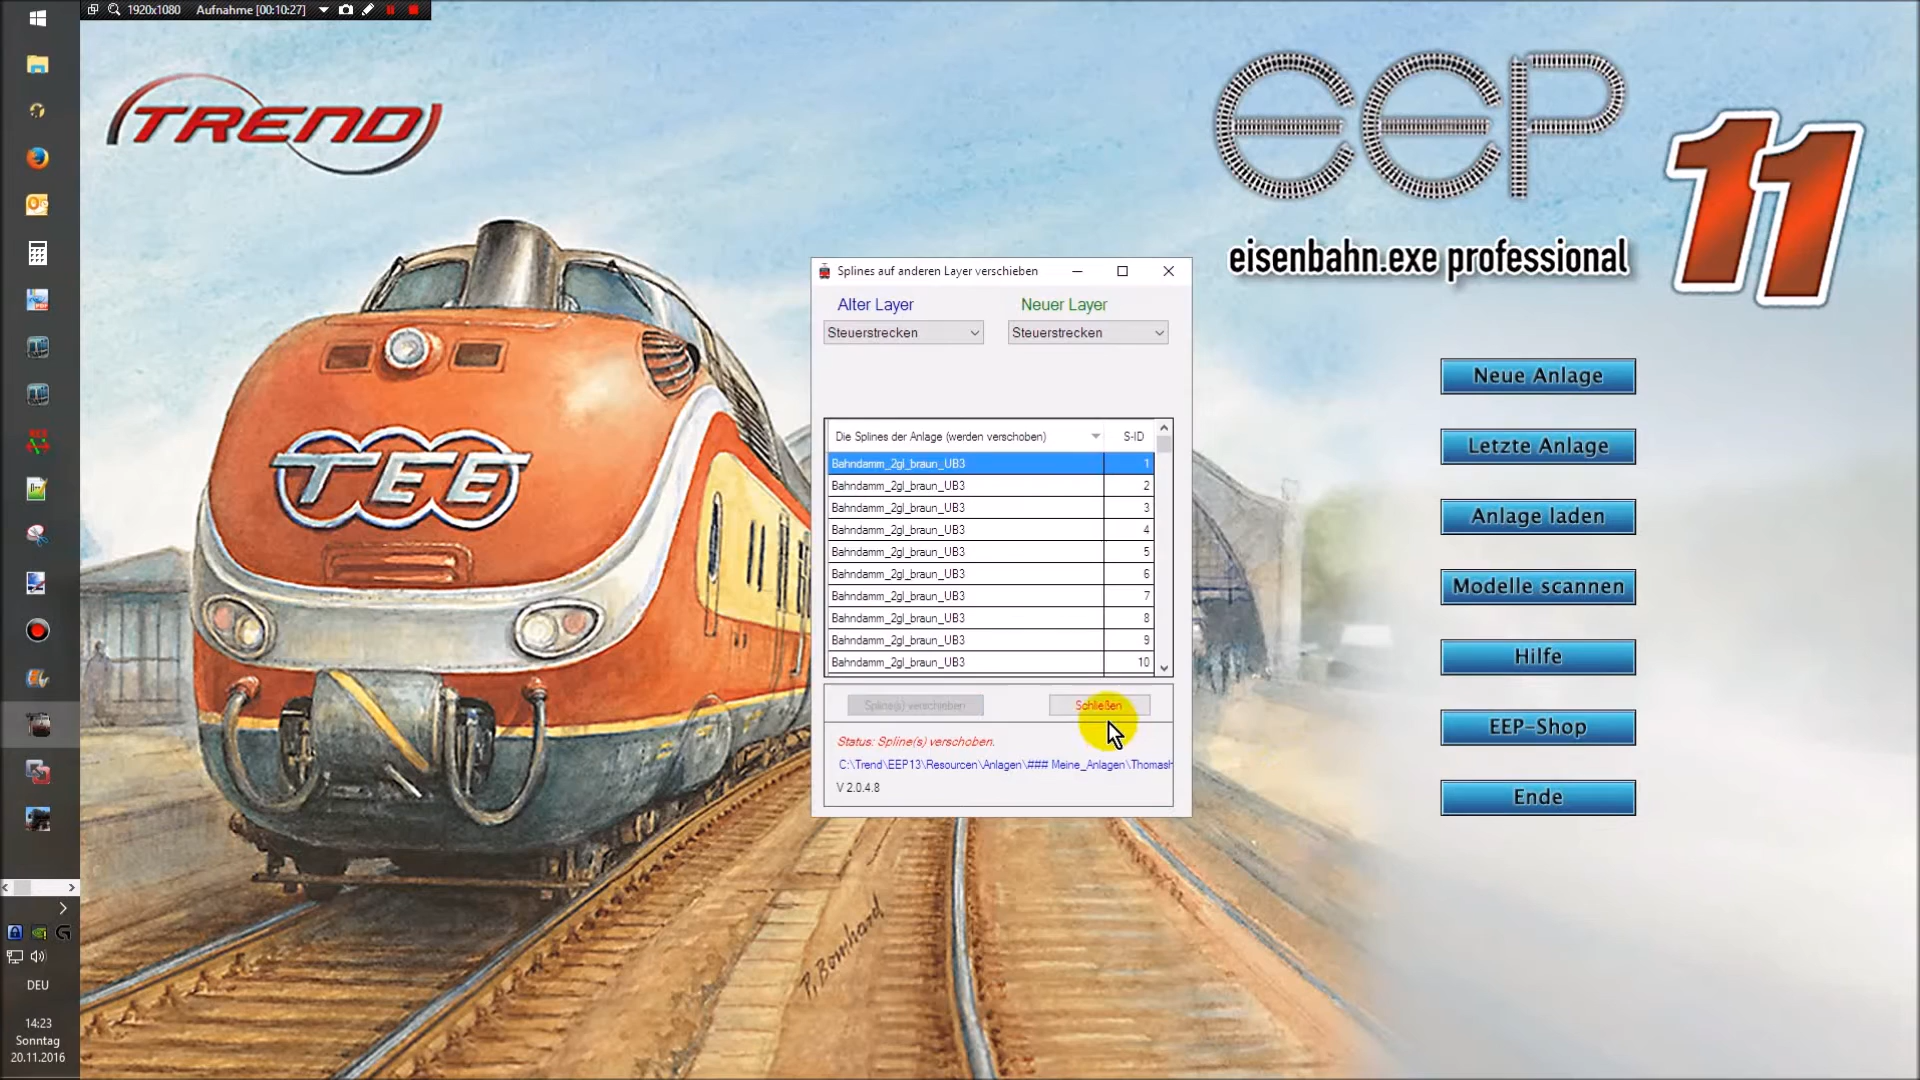 1920x1080 Aufnahme [00:10:27]
TREND
eep 11
eisenbahn.exe professional
TEE
Splines auf anderen Layer verschieben
Alter Layer Neuer Layer
Steuerstrecken Steuerstrecken
Die Splines der Anlage (werden verschoben) S-ID
Bahndamm_2gl_braun_UB3 1
Bahndamm_2gl_braun_UB3 2
Bahndamm_2gl_braun_UB3 3
Bahndamm_2gl_braun_UB3 4
Bahndamm_2gl_braun_UB3 5
Bahndamm_2gl_braun_UB3 6
Bahndamm_2gl_braun_UB3 7
Bahndamm_2gl_braun_UB3 8
Bahndamm_2gl_braun_UB3 9
Bahndamm_2gl_braun_UB3 10
Spline(s) verschieben Schließen
Status: Spline(s) verschoben.
C:\Trend\EEP13\Resourcen\Anlagen\### Meine_Anlagen\Thomash
V 2.0.4.8
Neue Anlage
Letzte Anlage
Anlage laden
Modelle scannen
Hilfe
EEP-Shop
Ende
DEU
14:23
Sonntag
20.11.2016